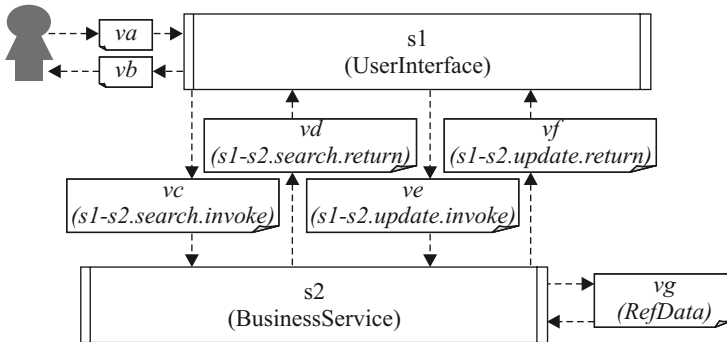 va
vb
s1
(UserInterface)
vd
(s1-s2.search.return)
vf
(s1-s2.update.return)
vc
(s1-s2.search.invoke)
ve
(s1-s2.update.invoke)
s2
(BusinessService)
vg
(RefData)